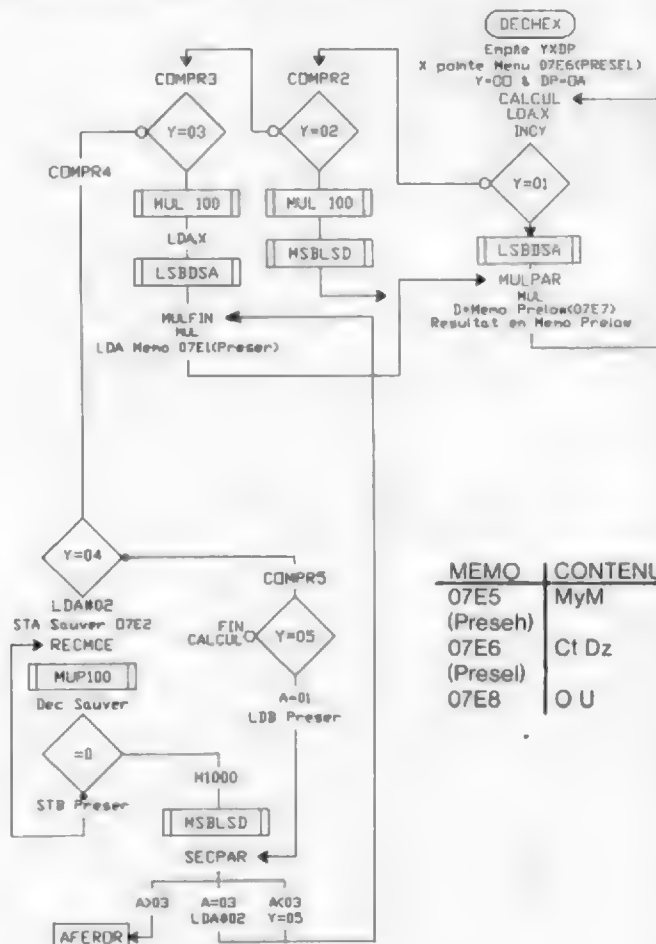 DECHEX
Empile YXDP
X pointe Menu 07E6(PRESEL)
Y=00 & DP=0A
CALCUL
LDA,X
INCY
Y=01
LSBDSA
MULPAR
MUL
D+Memo Prelow(07E7)
Resultat en Memo Prelow
COMPR2
Y=02
MUL 100
MSBLSD
COMPR3
Y=03
MUL 100
LDA,X
LSBDSA
MULFIN
MUL
LDA Memo 07E1(Preser)
COMPR4
Y=04
LDA#02
STA Sauver 07E2
RECMCE
MUP100
Dec Sauver
=0
STB Preser
COMPR5
FIN
CALCUL
Y=05
A=01
LDB Preser
M1000
MSBLSD
SECPAR
A>03
A=03
LDA#02
A<03
Y=05
AFERDR
MEMO CONTENU
07E5 MyM
(Preseh)
07E6 Ct Dz
(Presel)
07E8 O U